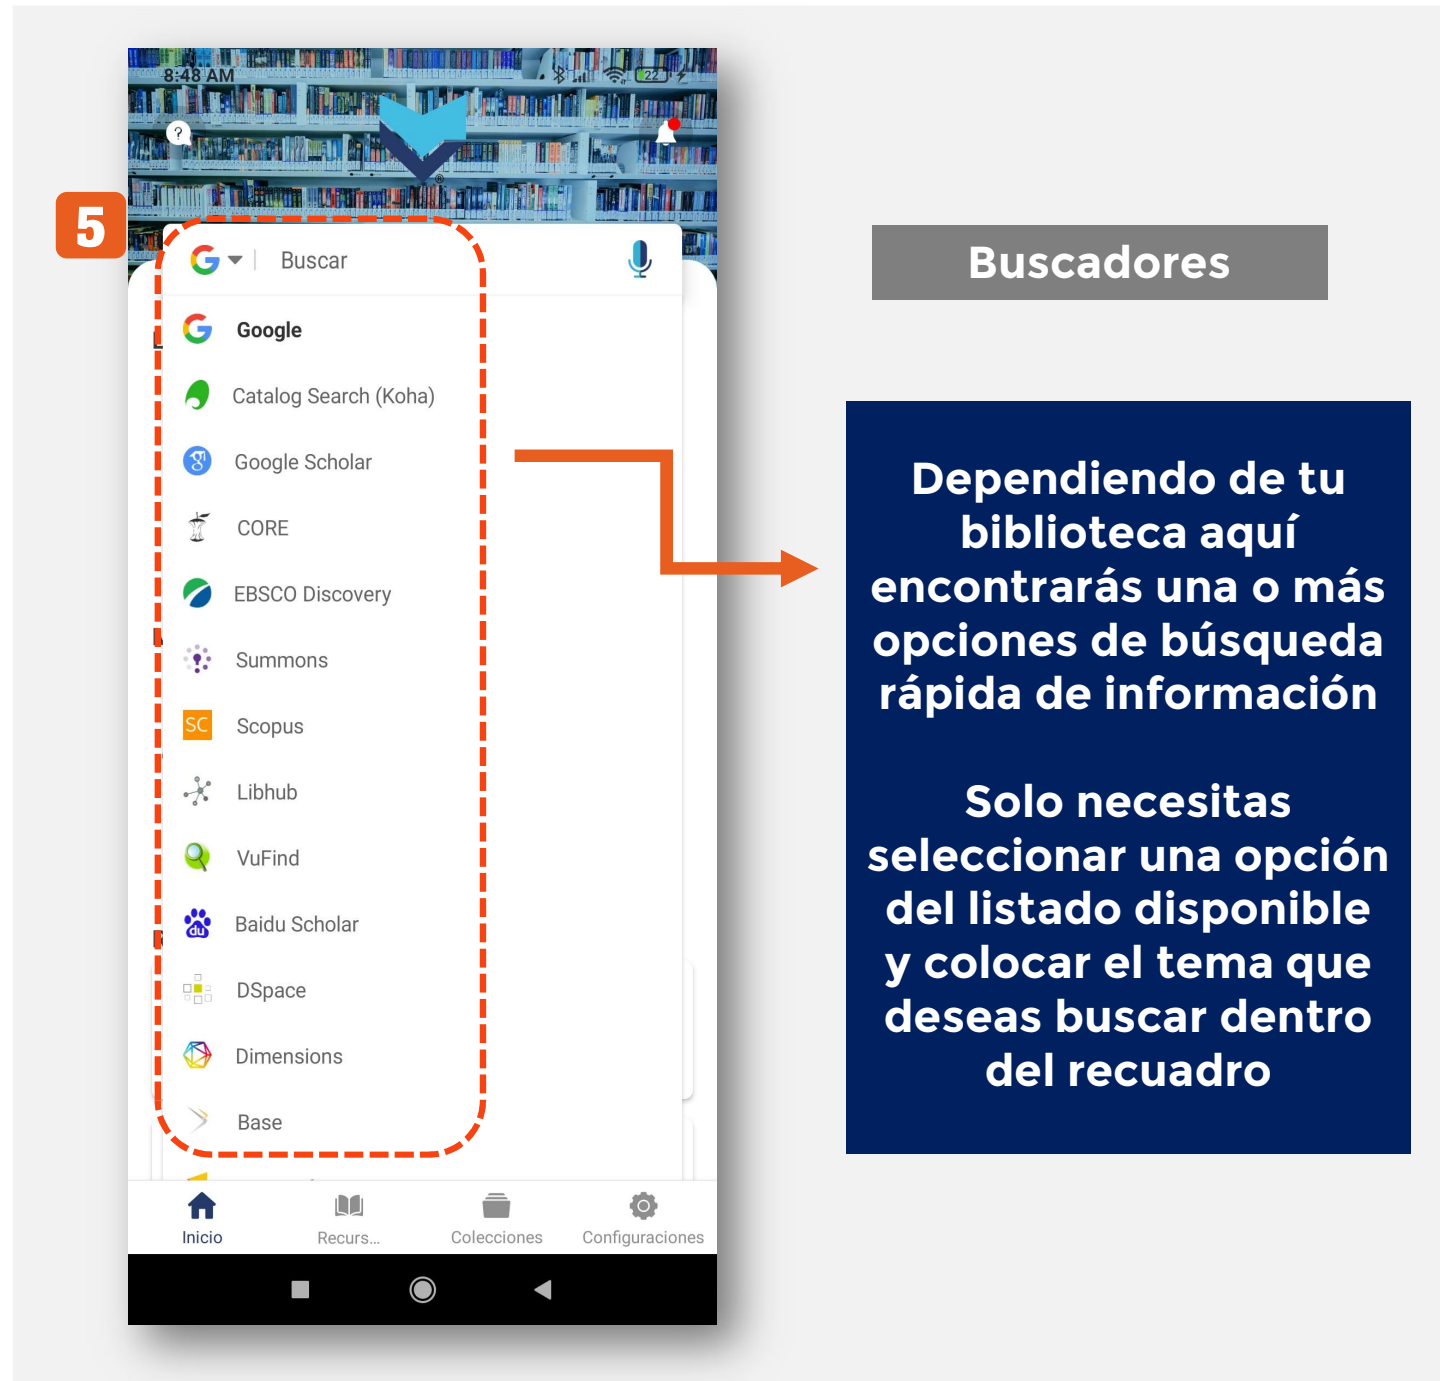 8:48 AM
22
?
®
5
Buscar
Google
Catalog Search (Koha)
Google Scholar
CORE
EBSCO Discovery
Summons
SC Scopus
Libhub
VuFind
du Baidu Scholar
DSpace
Dimensions
Base
Inicio
Recurs...
Colecciones
Configuraciones
Buscadores
Dependiendo de tu
biblioteca aquí
encontrarás una o más
opciones de búsqueda
rápida de información
Solo necesitas
seleccionar una opción
del listado disponible
y colocar el tema que
deseas buscar dentro
del recuadro